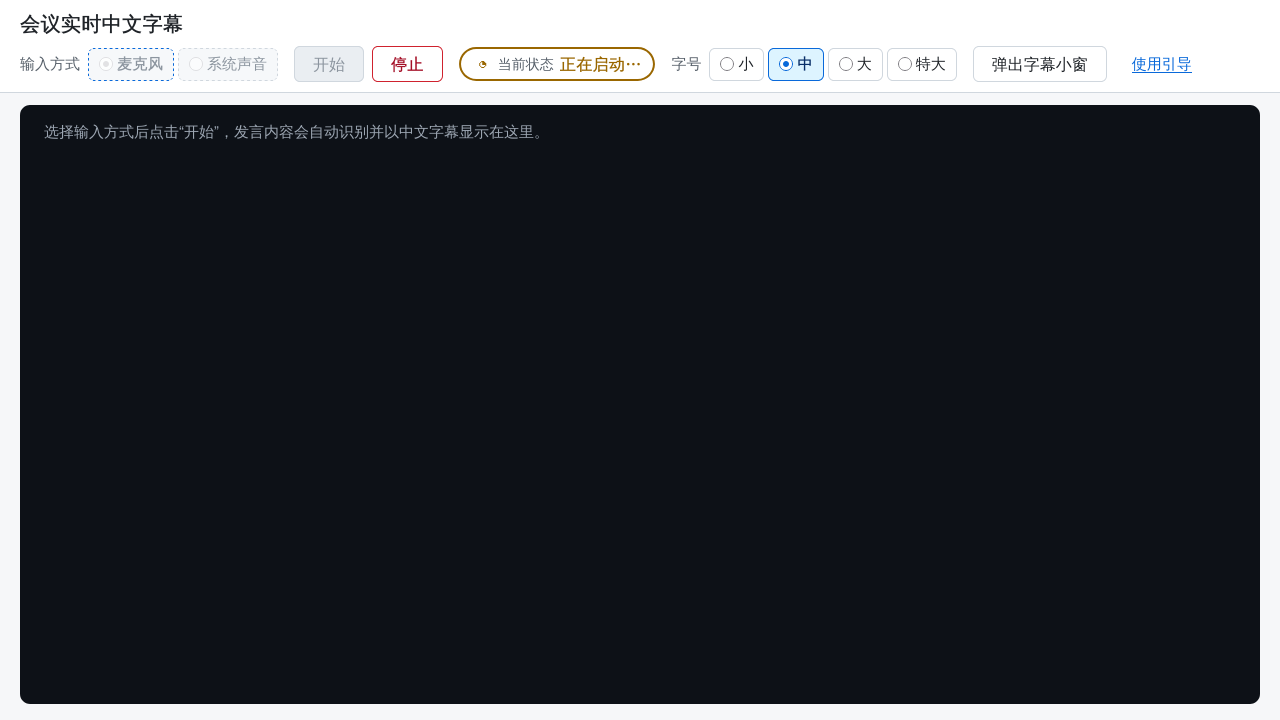 会议实时中文字幕
输入方式 麦克风 系统声音 开始 停止 当前状态 正在启动… 字号 小 中 大 特大 弹出字幕小窗 使用引导
选择输入方式后点击“开始”，发言内容会自动识别并以中文字幕显示在这里。